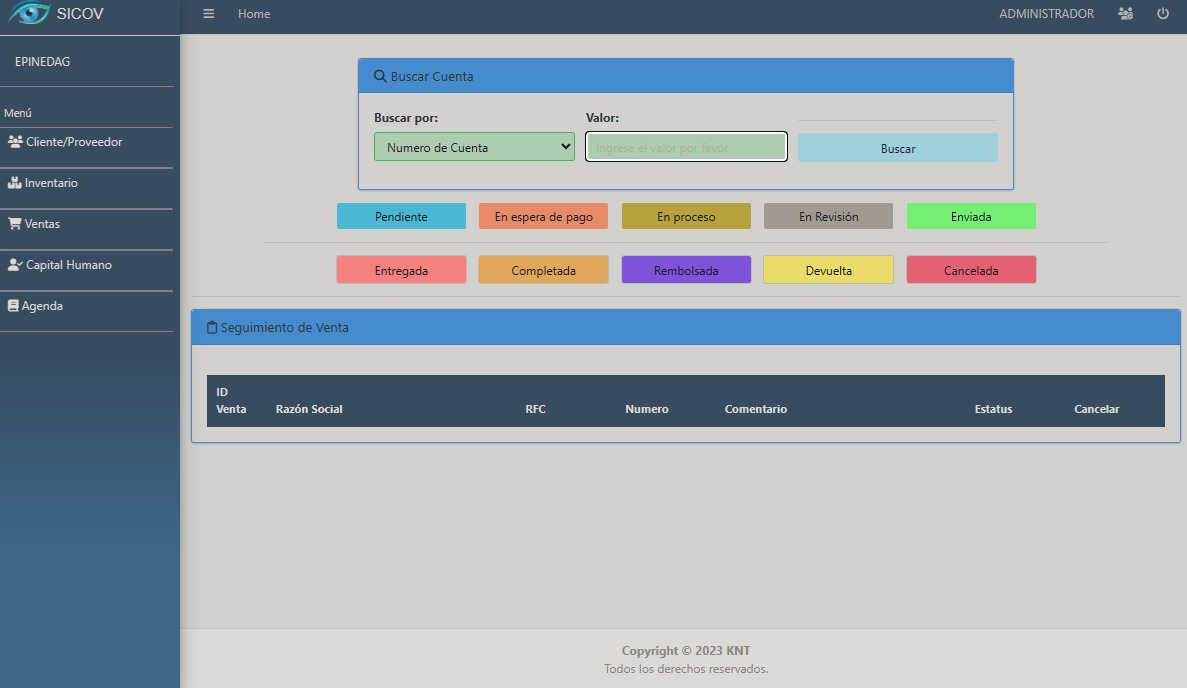 SICOV
Home
ADMINISTRADOR
EPINEDAG
Menú
Cliente/Proveedor
Inventario
Ventas
Capital Humano
Agenda
Buscar Cuenta
Buscar por: Valor:
Numero de Cuenta Ingrese el valor por favor Buscar
Pendiente En espera de pago En proceso En Revisión Enviada
Entregada Completada Rembolsada Devuelta Cancelada
Seguimiento de Venta
ID
Venta Razón Social RFC Numero Comentario Estatus Cancelar
Copyright © 2023 KNT
Todos los derechos reservados.